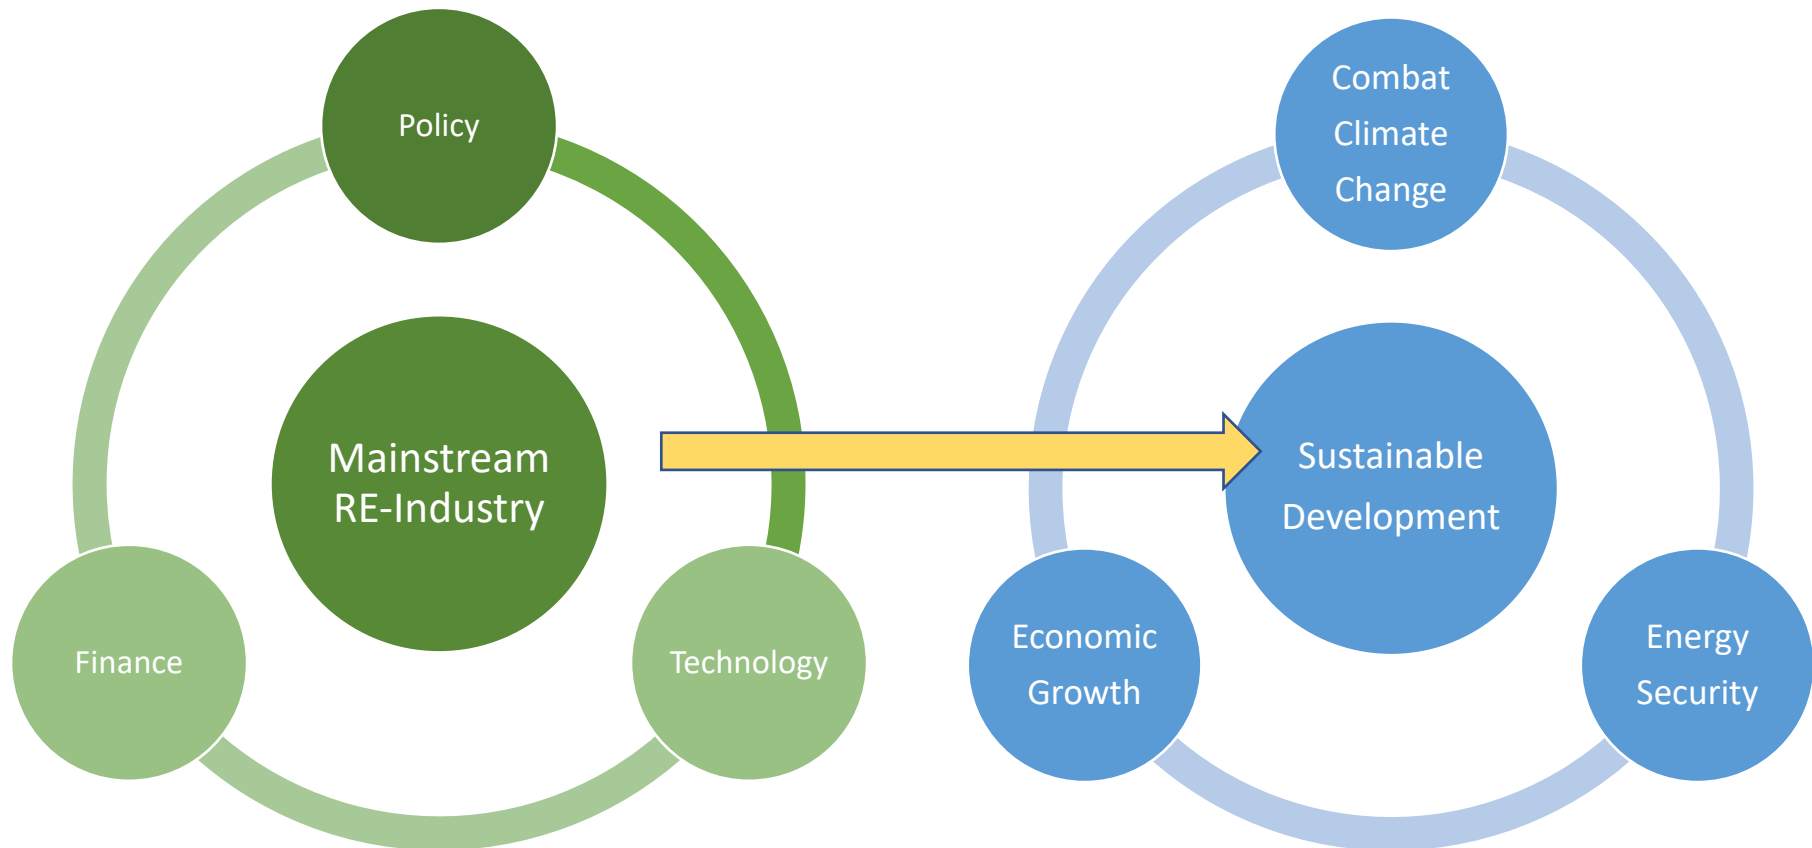 Policy
Mainstream
RE-Industry
Finance
Technology
Combat
Climate
Change
Sustainable
Development
Economic
Growth
Energy
Security